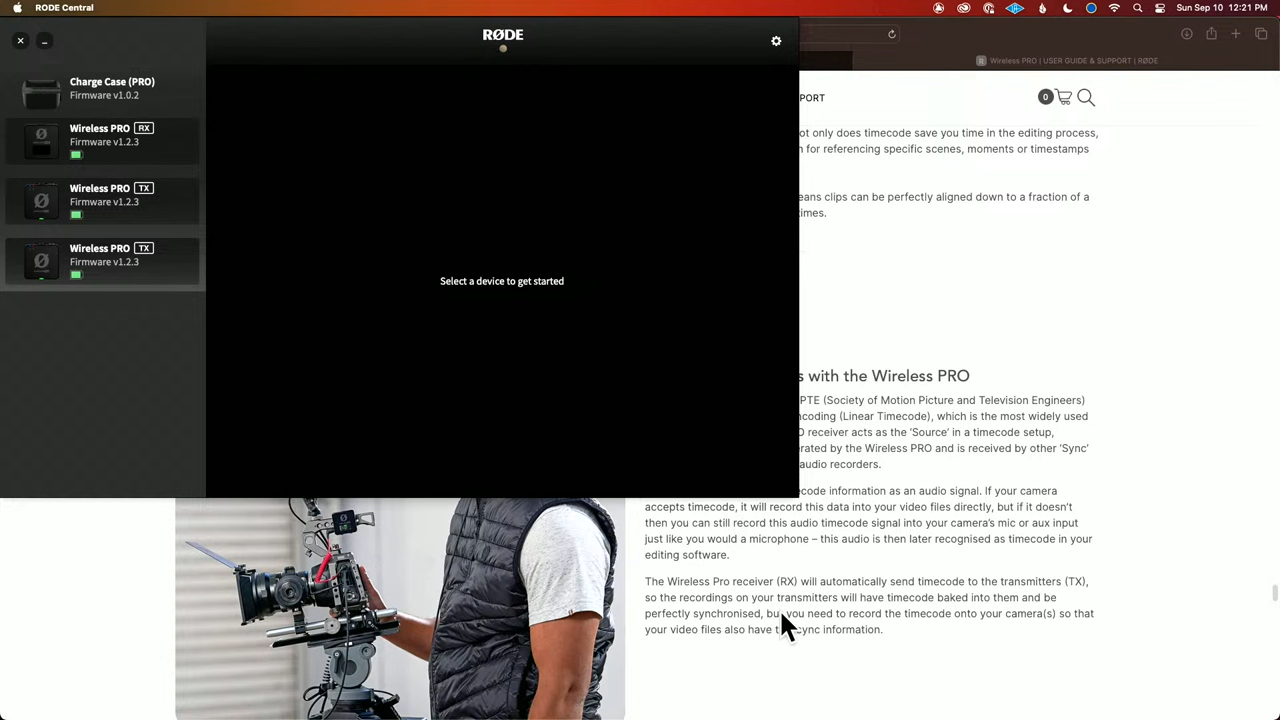 RODE Central
Sun Sep 10 12:21 PM
RØDE
Charge Case (PRO)
Firmware v1.0.2
Wireless PRO RX
Firmware v1.2.3
Wireless PRO TX
Firmware v1.2.3
Wireless PRO TX
Firmware v1.2.3
Select a device to get started
R Wireless PRO | USER GUIDE & SUPPORT | RØDE
PORT
0
ot only does timecode save you time in the editing process,
n for referencing specific scenes, moments or timestamps
eans clips can be perfectly aligned down to a fraction of a
times.
s with the Wireless PRO
PTE (Society of Motion Picture and Television Engineers)
ncoding (Linear Timecode), which is the most widely used
O receiver acts as the ‘Source’ in a timecode setup,
erated by the Wireless PRO and is received by other ‘Sync’
audio recorders.
ecode information as an audio signal. If your camera
accepts timecode, it will record this data into your video files directly, but if it doesn’t
then you can still record this audio timecode signal into your camera’s mic or aux input
just like you would a microphone – this audio is then later recognised as timecode in your
editing software.
The Wireless Pro receiver (RX) will automatically send timecode to the transmitters (TX),
so the recordings on your transmitters will have timecode baked into them and be
perfectly synchronised, but you need to record the timecode onto your camera(s) so that
your video files also have the sync information.